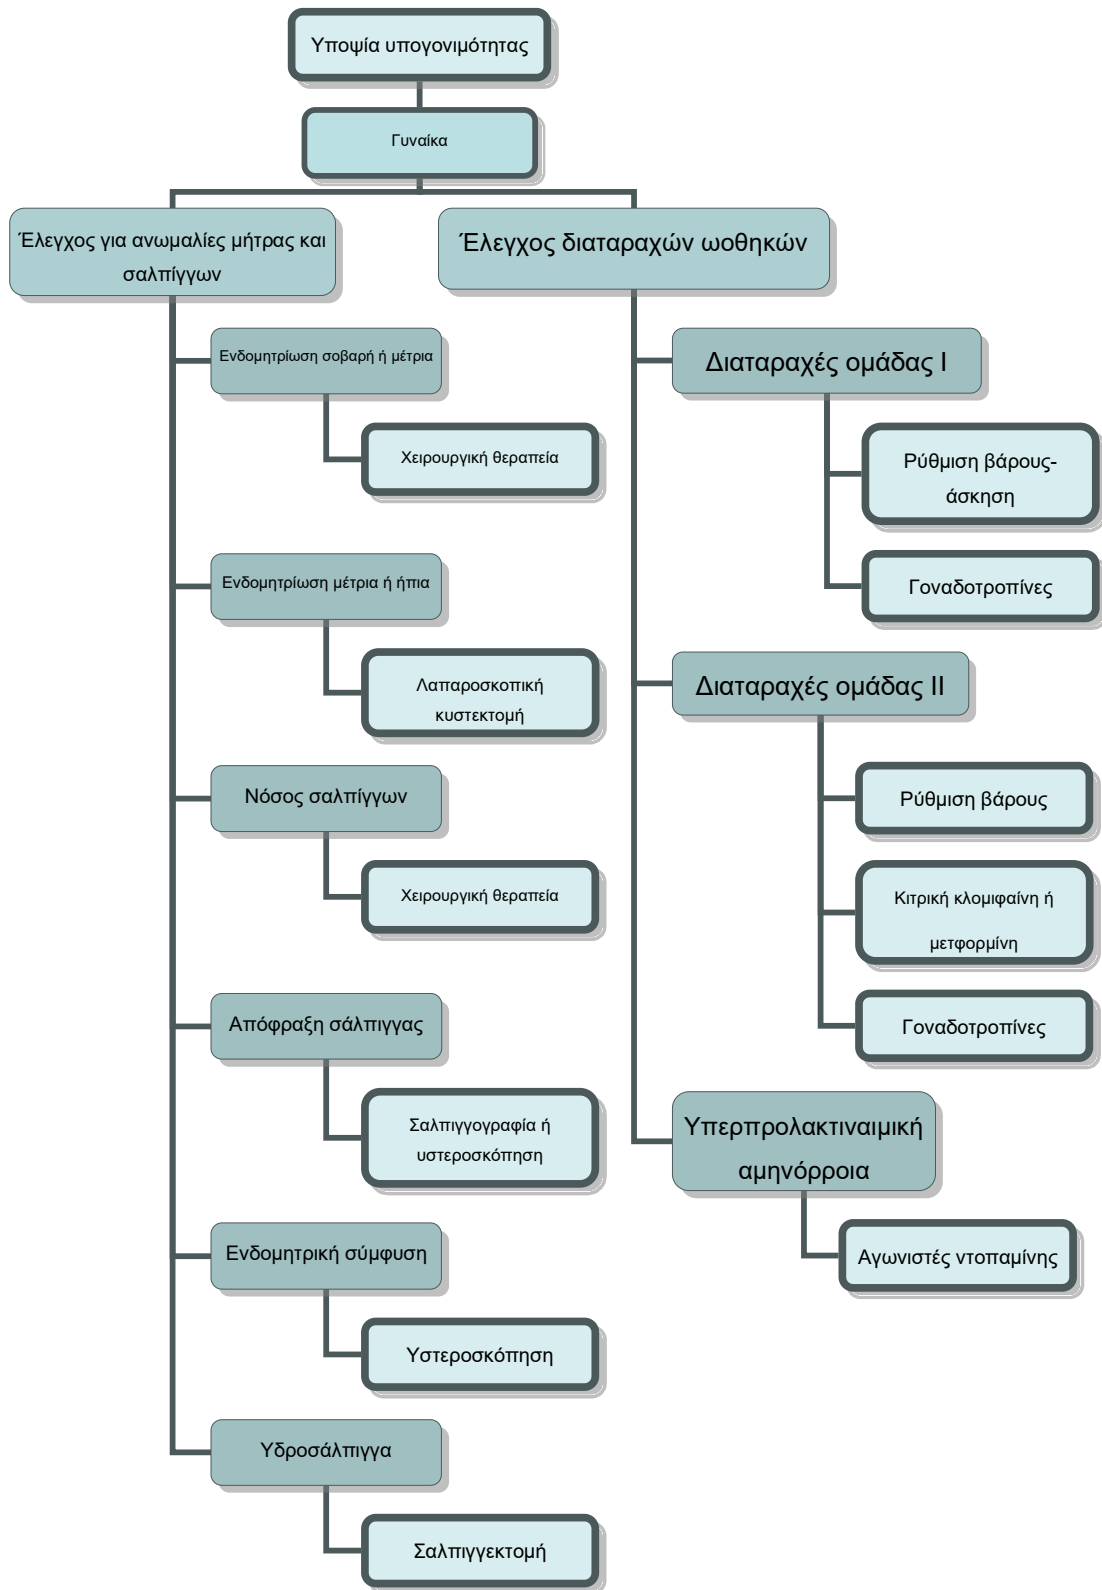 Υποψία υπογονιμότητας
Γυναίκα
Έλεγχος για ανωμαλίες μήτρας και
σαλπίγγων
Ενδομητρίωση σοβαρή ή μέτρια
Χειρουργική θεραπεία
Ενδομητρίωση μέτρια ή ήπια
Λαπαροσκοπική
κυστεκτομή
Νόσος σαλπίγγων
Χειρουργική θεραπεία
Απόφραξη σάλπιγγας
Σαλπιγγογραφία ή
υστεροσκόπηση
Ενδομητρική σύμφυση
Υστεροσκόπηση
Υδροσάλπιγγα
Σαλπιγγεκτομή
Έλεγχος διαταραχών ωοθηκών
Διαταραχές ομάδας Ι
Ρύθμιση βάρους-
άσκηση
Γοναδοτροπίνες
Διαταραχές ομάδας ΙΙ
Ρύθμιση βάρους
Κιτρική κλομιφαίνη ή
μετφορμίνη
Γοναδοτροπίνες
Υπερπρολακτιναιμική
αμηνόρροια
Αγωνιστές ντοπαμίνης